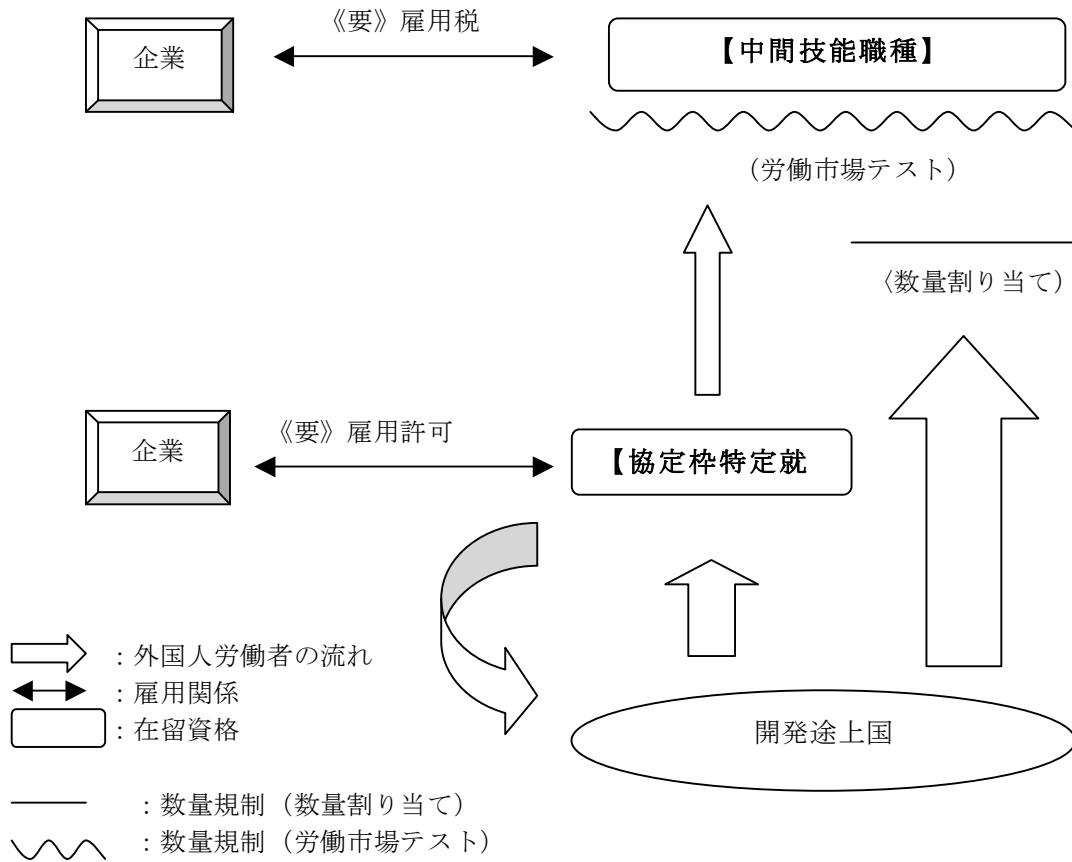 企業
《要》雇用税
【中間技能職種】
(労働市場テスト)
〈数量割り当て)
企業
《要》雇用許可
【協定枠特定就
:外国人労働者の流れ
:雇用関係
:在留資格
開発途上国
:数量規制(数量割り当て)
:数量規制(労働市場テスト)